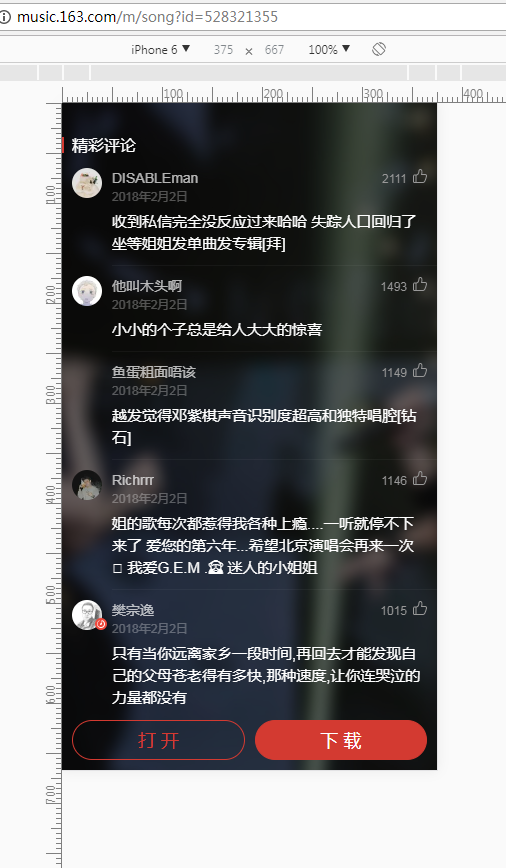 music.163.com/m/song?id=528321355
iPhone 6 ▼ 375 × 667 100% ▼
100 200 300 400
100
200
300
400
500
600
700
精彩评论
DISABLEman 2111
2018年2月2日
收到私信完全没反应过来哈哈 失踪人口回归了
坐等姐姐发单曲发专辑[拜]
他叫木头啊 1493
2018年2月2日
小小的个子总是给人大大的惊喜
鱼蛋粗面唔该 1149
2018年2月2日
越发觉得邓紫棋声音识别度超高和独特唱腔[钻
石]
Richrrr 1146
2018年2月2日
姐的歌每次都惹得我各种上瘾....一听就停不下
来了 爱您的第六年...希望北京演唱会再来一次
□ 我爱G.E.M .🕋 迷人的小姐姐
樊宗逸 1015
2018年2月2日
只有当你远离家乡一段时间,再回去才能发现自
己的父母苍老得有多快,那种速度,让你连哭泣的
力量都没有
打 开 下 载